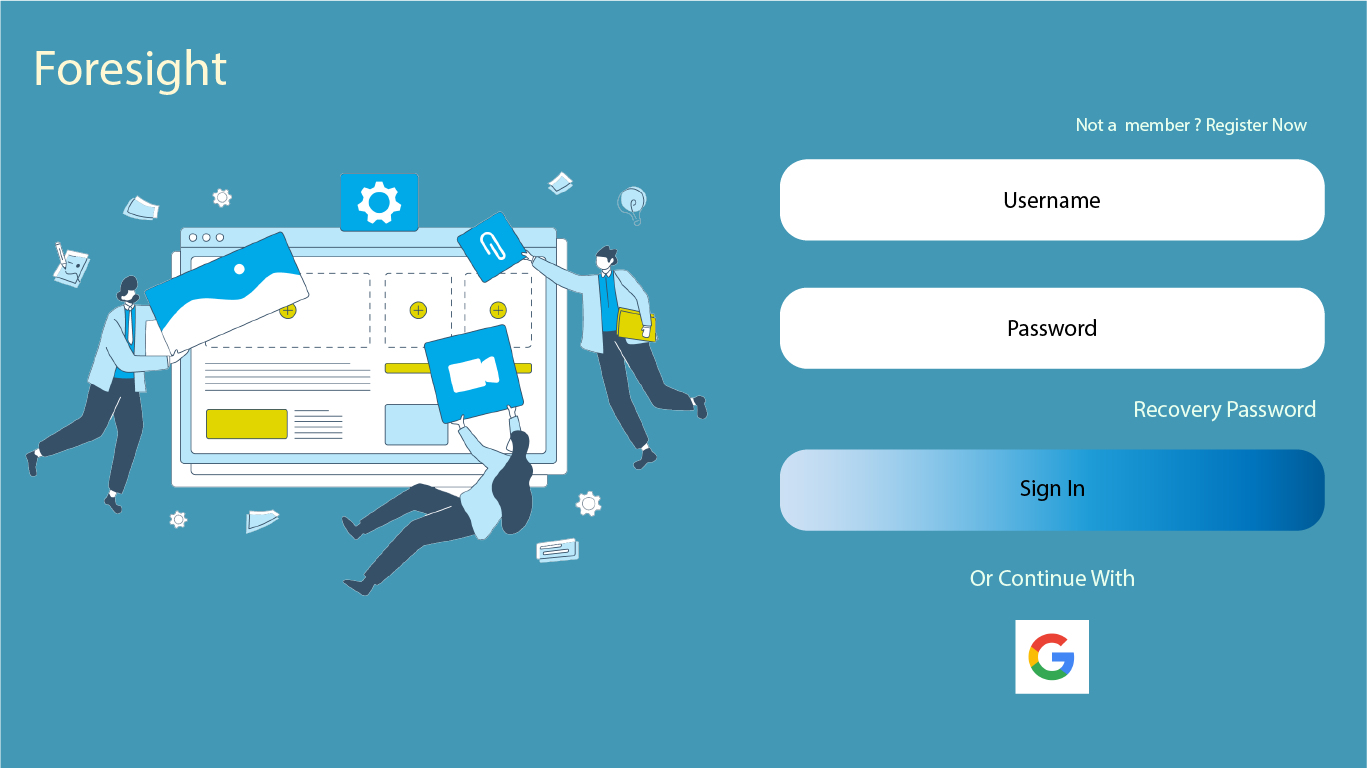 Foresight
Not a  member ? Register Now
Username
Password
Recovery Password
Sign In
Or Continue With
G